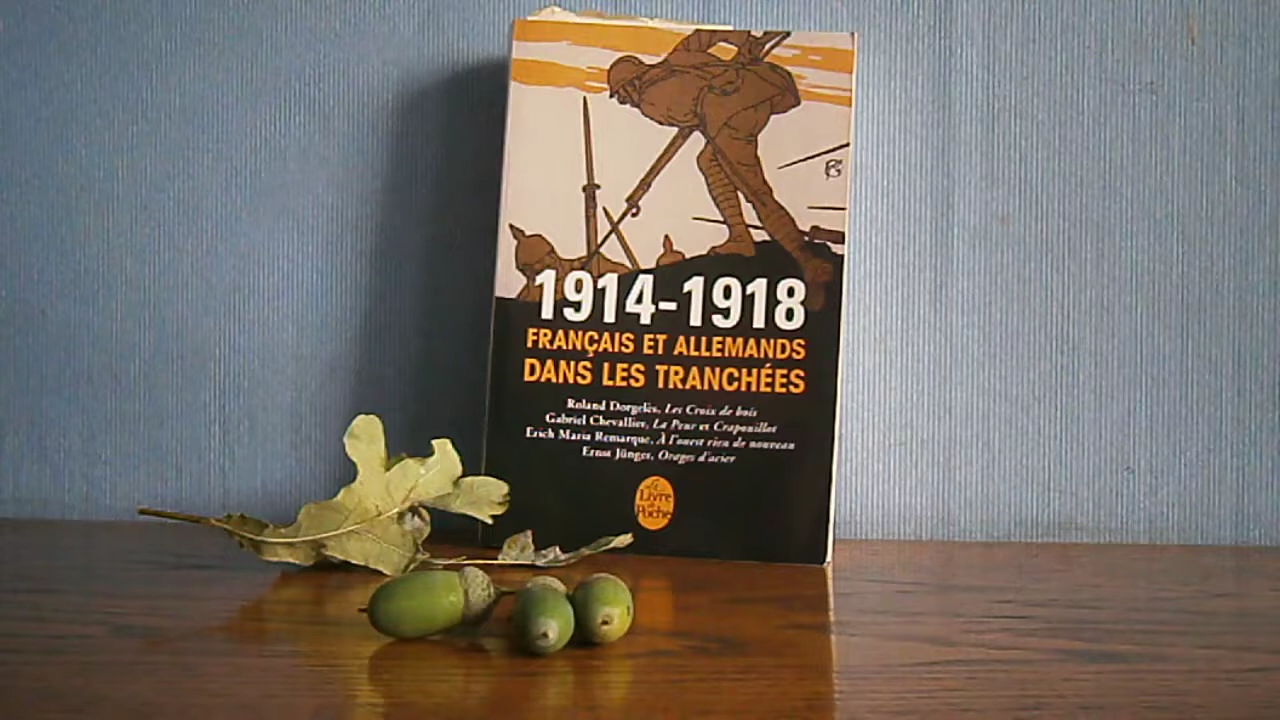 1914-1918
FRANÇAIS ET ALLEMANDS
DANS LES TRANCHÉES
Roland Dorgelès, Les Croix de bois
Gabriel Chevallier, La Peur et Crapouillot
Erich Maria Remarque, À l'ouest rien de nouveau
Ernst Jünger, Orages d'acier
Le
Livre
de
Poche